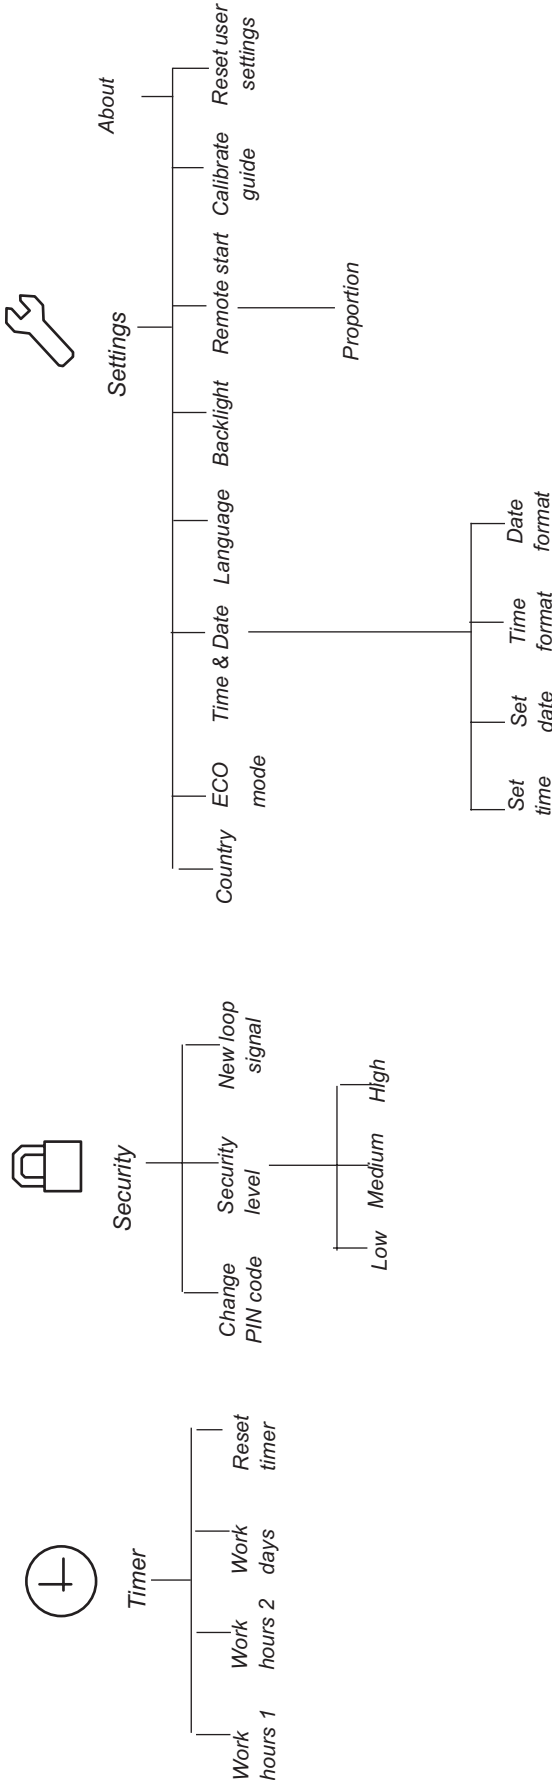 Timer
Work
hours 1
Work
hours 2
Work
days
Reset
timer
Security
Change
PIN code
Security
level
New loop
signal
Low
Medium
High
Settings
About
Country
ECO
mode
Time & Date
Language
Backlight
Remote start
Calibrate
guide
Reset user
settings
Proportion
Set
time
Set
date
Time
format
Date
format